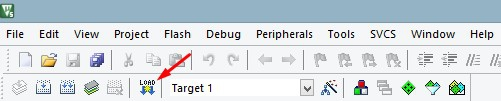 File Edit View Project Flash Debug Peripherals Tools SVCS Window Help
LOAD Target 1